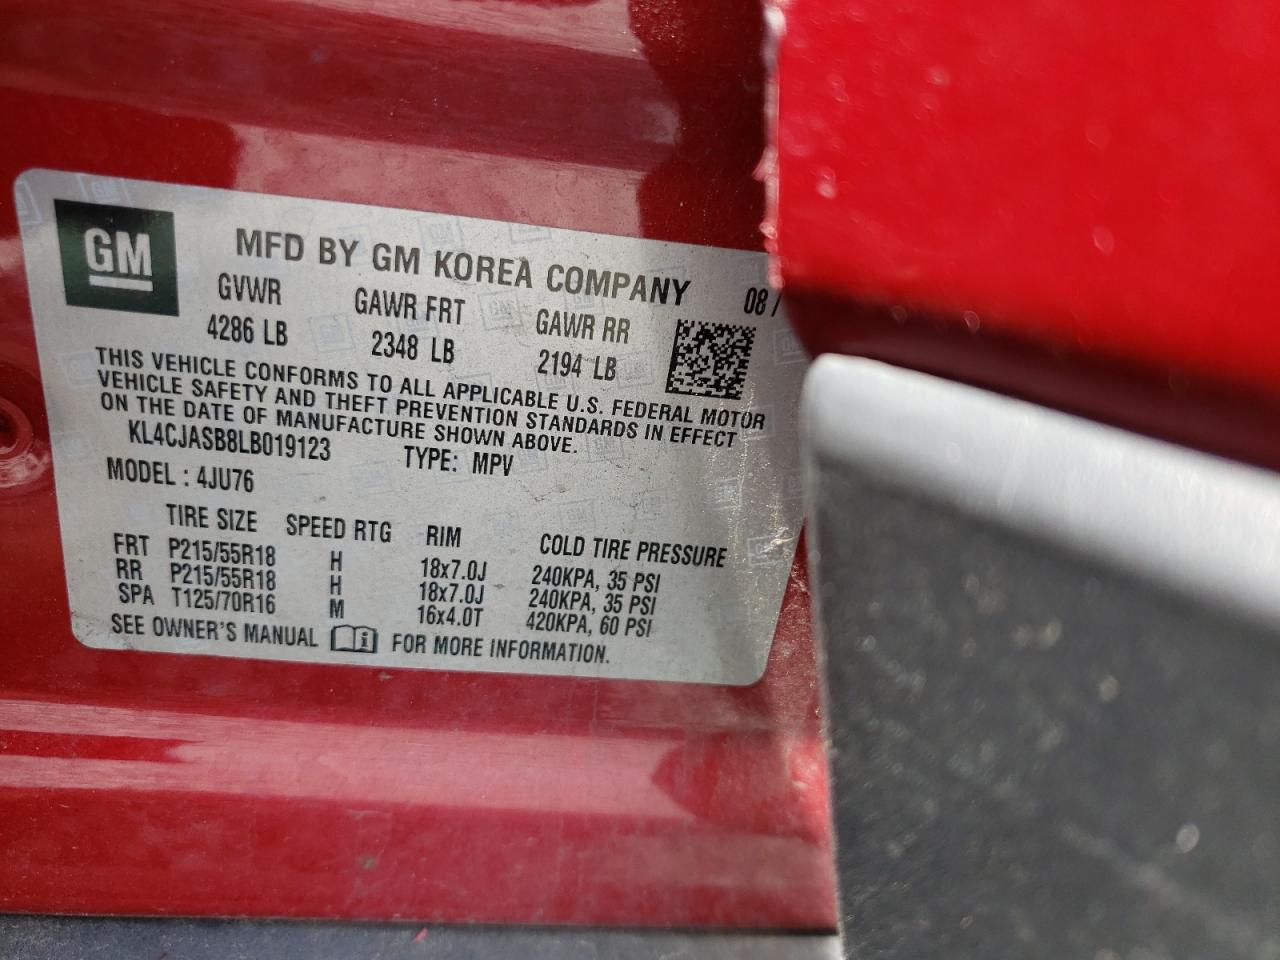 GM
MFD BY GM KOREA COMPANY
08 /
GVWR GAWR FRT GAWR RR
4286 LB 2348 LB 2194 LB
THIS VEHICLE CONFORMS TO ALL APPLICABLE U.S. FEDERAL MOTOR
VEHICLE SAFETY AND THEFT PREVENTION STANDARDS IN EFFECT
ON THE DATE OF MANUFACTURE SHOWN ABOVE.
KL4CJASB8LB019123 TYPE: MPV
MODEL : 4JU76
TIRE SIZE SPEED RTG RIM COLD TIRE PRESSURE
FRT P215/55R18 H 18x7.0J 240KPA, 35 PSI
RR P215/55R18 H 18x7.0J 240KPA, 35 PSI
SPA T125/70R16 M 16x4.0T 420KPA, 60 PSI
SEE OWNER'S MANUAL i FOR MORE INFORMATION.